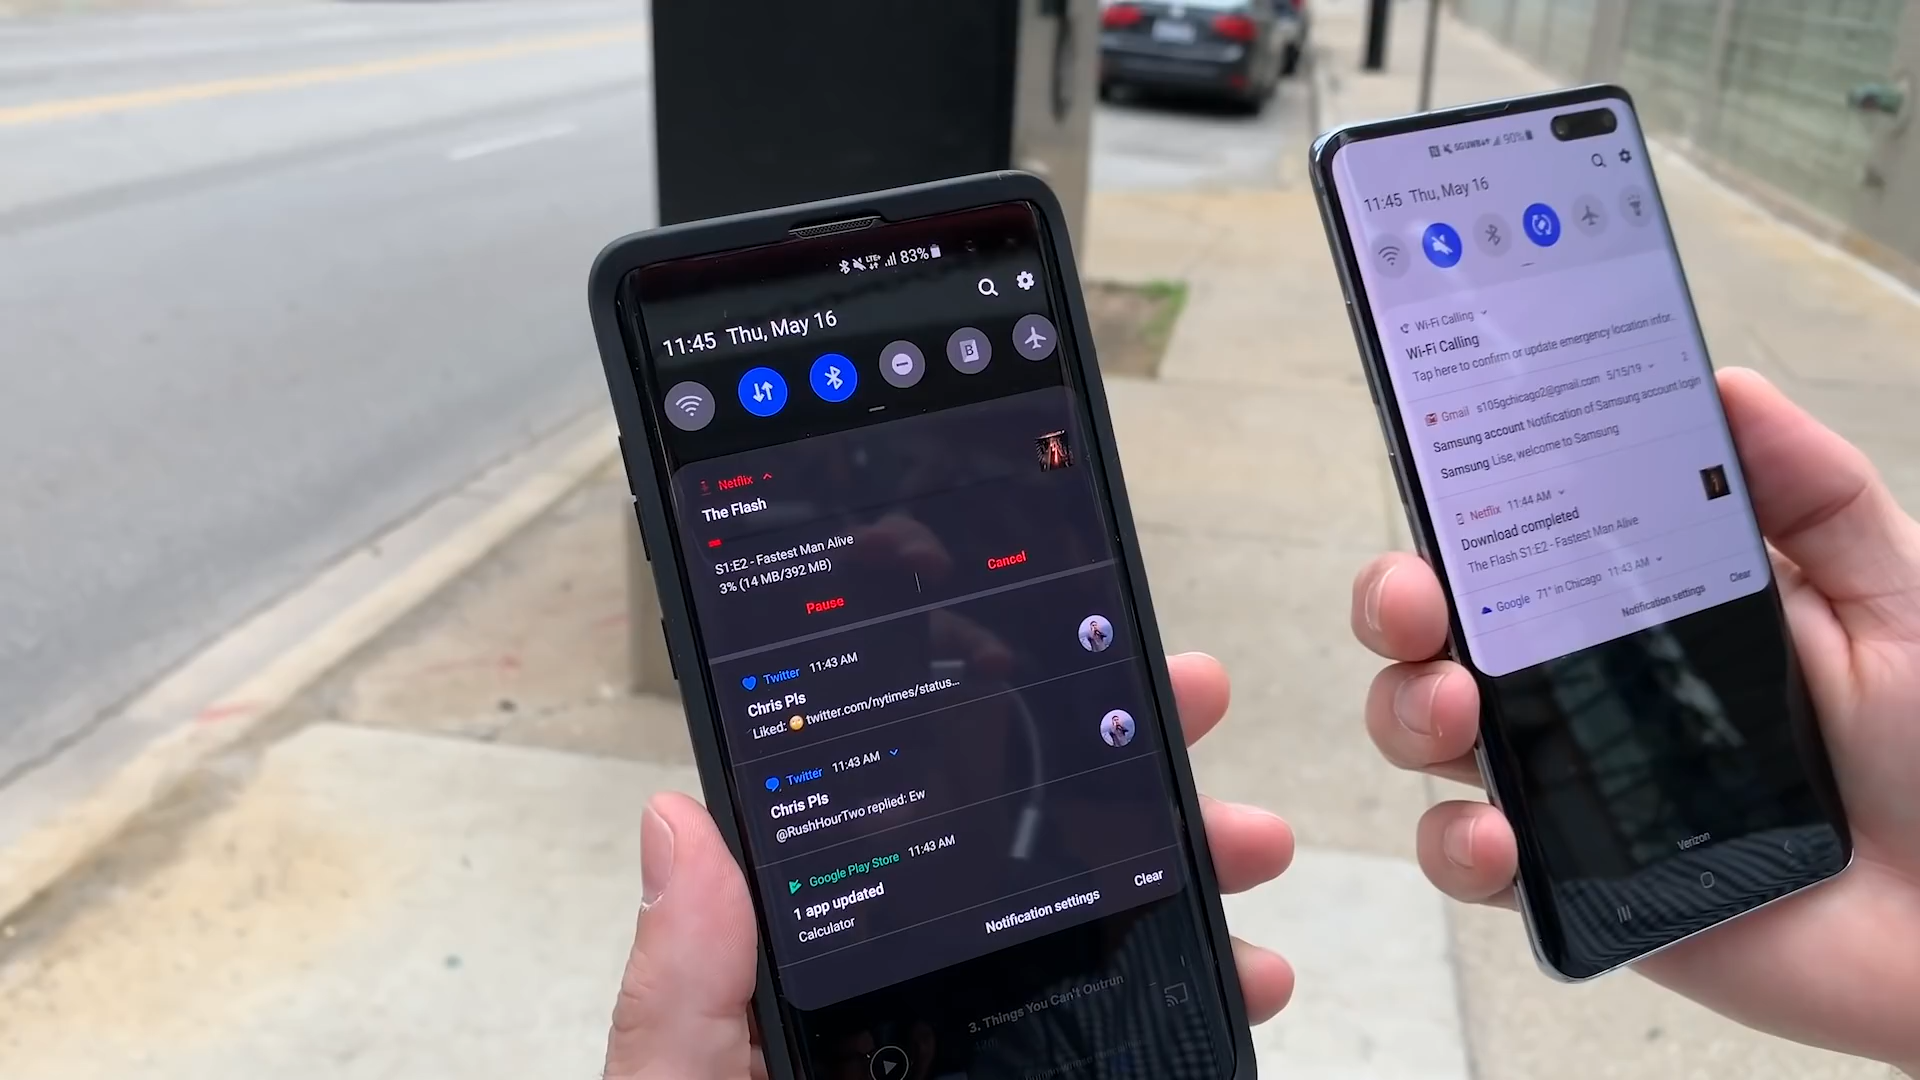 LTE+ 83%
11:45 Thu, May 16
Netflix
The Flash
S1:E2 - Fastest Man Alive
3% (14 MB/392 MB)
Pause
Cancel
Twitter 11:43 AM
Chris Pls
Liked: 🙄 twitter.com/nytimes/status...
Twitter 11:43 AM
Chris Pls
@RushHourTwo replied: Ew
Google Play Store 11:43 AM
1 app updated
Calculator
Notification settings
Clear
3. Things You Can't Outrun
90%
11:45 Thu, May 16
Wi-Fi Calling
Wi-Fi Calling
Tap here to confirm or update emergency location infor...
Gmail s105gchicago2@gmail.com 5/15/19
2
Samsung account Notification of Samsung account login
Samsung Lise, welcome to Samsung
Netflix 11:44 AM
Download completed
The Flash S1:E2 - Fastest Man Alive
Google 71° in Chicago 11:43 AM
Notification settings
Clear
Verizon